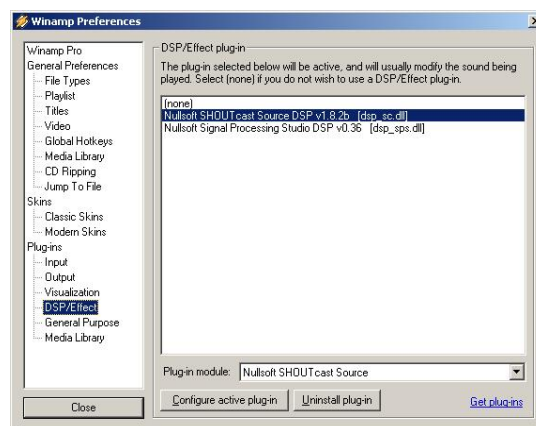 Winamp Preferences
Winamp Pro
General Preferences
File Types
Playlist
Titles
Video
Global Hotkeys
Media Library
CD Ripping
Jump To File
Skins
Classic Skins
Modern Skins
Plug-ins
Input
Output
Visualization
DSP/Effect
General Purpose
Media Library
Close
DSP/Effect plug-in
The plug-in selected below will be active, and will usually modify the sound being
played. Select (none) if you do not wish to use a DSP/Effect plug-in.
(none)
Nullsoft SHOUTcast Source DSP v1.8.2b [dsp_sc.dll]
Nullsoft Signal Processing Studio DSP v0.36 [dsp_sps.dll]
Plug-in module: Nullsoft SHOUTcast Source
Configure active plug-in Uninstall plug-in Get plug-ins